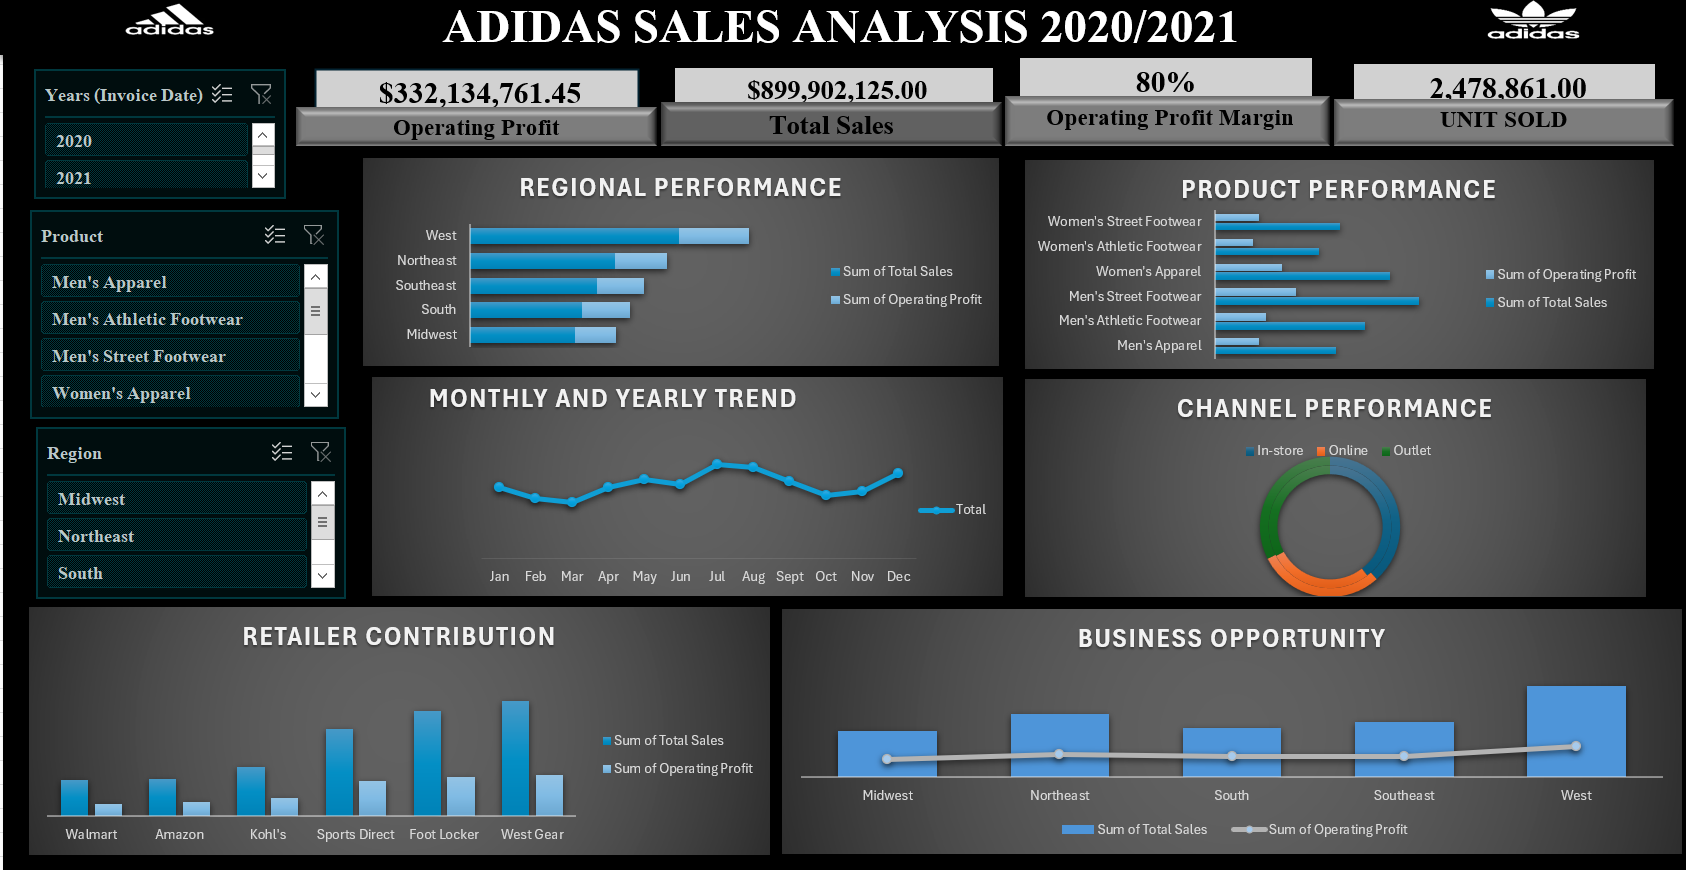 adidas
ADIDAS SALES ANALYSIS 2020/2021
adidas
Years (Invoice Date)
2020
2021
$332,134,761.45
Operating Profit
$899,902,125.00
Total Sales
80%
Operating Profit Margin
2,478,861.00
UNIT SOLD
Product
Men's Apparel
Men's Athletic Footwear
Men's Street Footwear
Women's Apparel
Region
Midwest
Northeast
South
REGIONAL PERFORMANCE
West
Northeast
Southeast
South
Midwest
Sum of Total Sales
Sum of Operating Profit
PRODUCT PERFORMANCE
Women's Street Footwear
Women's Athletic Footwear
Women's Apparel
Men's Street Footwear
Men's Athletic Footwear
Men's Apparel
Sum of Operating Profit
Sum of Total Sales
MONTHLY AND YEARLY TREND
Total
Jan Feb Mar Apr May Jun Jul Aug Sept Oct Nov Dec
CHANNEL PERFORMANCE
In-store Online Outlet
RETAILER CONTRIBUTION
Sum of Total Sales
Sum of Operating Profit
Walmart Amazon Kohl's Sports Direct Foot Locker West Gear
BUSINESS OPPORTUNITY
Midwest Northeast South Southeast West
Sum of Total Sales Sum of Operating Profit